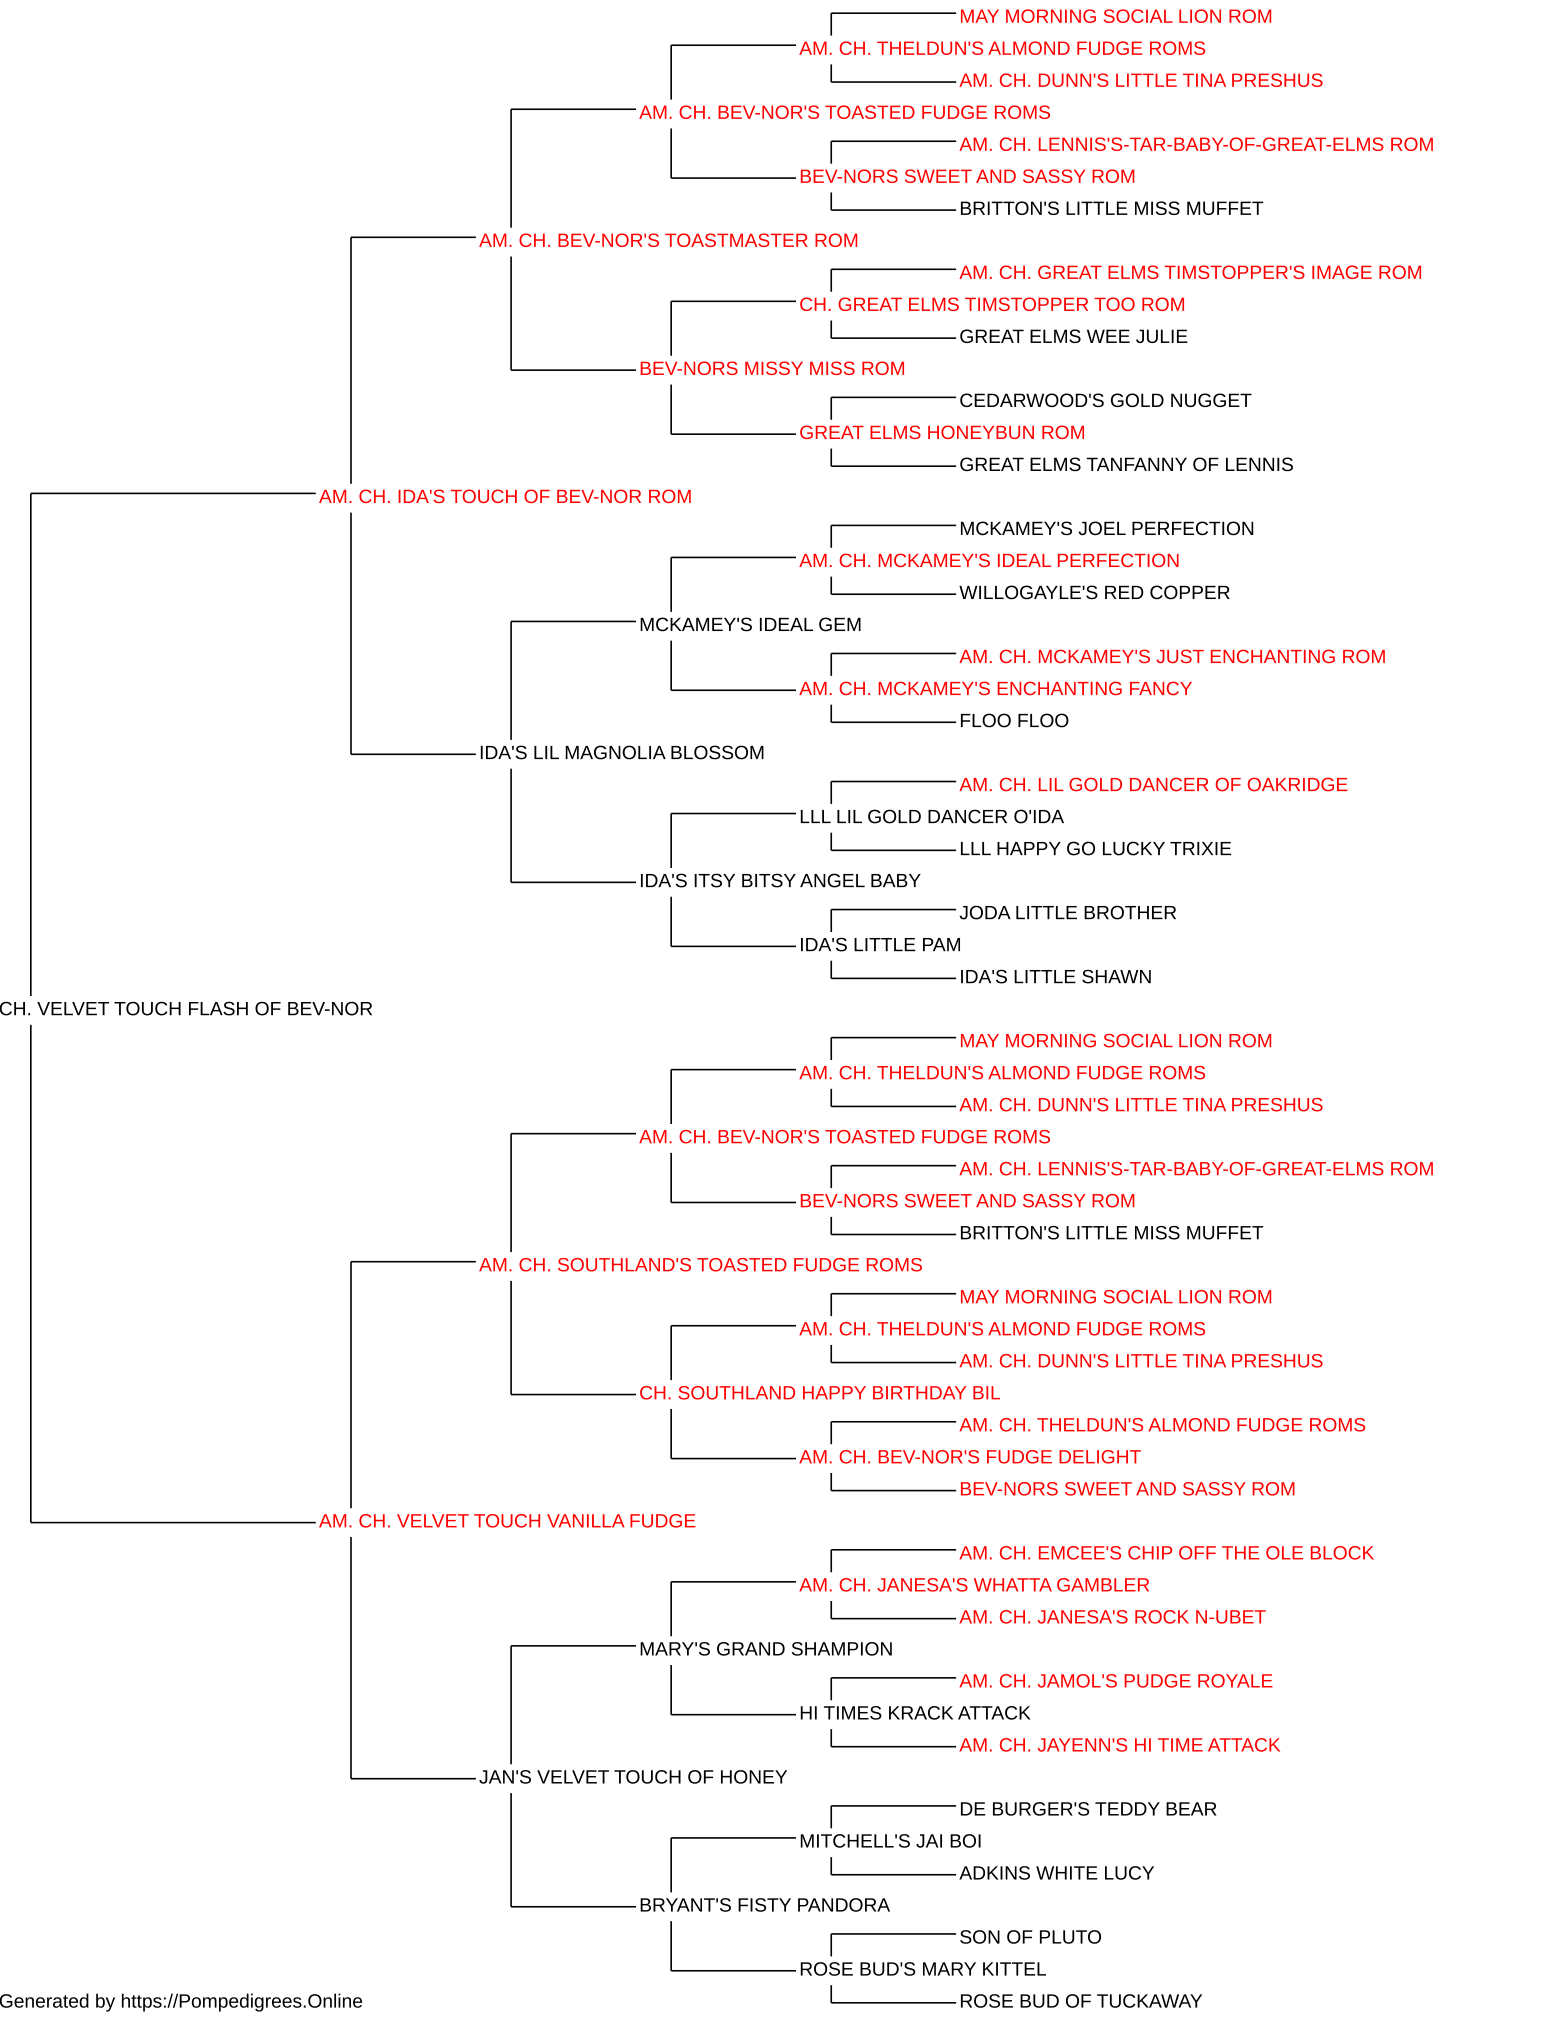 MAY MORNING SOCIAL LION ROM
AM. CH. THELDUN'S ALMOND FUDGE ROMS
AM. CH. DUNN'S LITTLE TINA PRESHUS
AM. CH. BEV-NOR'S TOASTED FUDGE ROMS
AM. CH. LENNIS'S-TAR-BABY-OF-GREAT-ELMS ROM
BEV-NORS SWEET AND SASSY ROM
BRITTON'S LITTLE MISS MUFFET
AM. CH. BEV-NOR'S TOASTMASTER ROM
AM. CH. GREAT ELMS TIMSTOPPER'S IMAGE ROM
CH. GREAT ELMS TIMSTOPPER TOO ROM
GREAT ELMS WEE JULIE
BEV-NORS MISSY MISS ROM
CEDARWOOD'S GOLD NUGGET
GREAT ELMS HONEYBUN ROM
GREAT ELMS TANFANNY OF LENNIS
AM. CH. IDA'S TOUCH OF BEV-NOR ROM
MCKAMEY'S JOEL PERFECTION
AM. CH. MCKAMEY'S IDEAL PERFECTION
WILLOGAYLE'S RED COPPER
MCKAMEY'S IDEAL GEM
AM. CH. MCKAMEY'S JUST ENCHANTING ROM
AM. CH. MCKAMEY'S ENCHANTING FANCY
FLOO FLOO
IDA'S LIL MAGNOLIA BLOSSOM
AM. CH. LIL GOLD DANCER OF OAKRIDGE
LLL LIL GOLD DANCER O'IDA
LLL HAPPY GO LUCKY TRIXIE
IDA'S ITSY BITSY ANGEL BABY
JODA LITTLE BROTHER
IDA'S LITTLE PAM
IDA'S LITTLE SHAWN
CH. VELVET TOUCH FLASH OF BEV-NOR
MAY MORNING SOCIAL LION ROM
AM. CH. THELDUN'S ALMOND FUDGE ROMS
AM. CH. DUNN'S LITTLE TINA PRESHUS
AM. CH. BEV-NOR'S TOASTED FUDGE ROMS
AM. CH. LENNIS'S-TAR-BABY-OF-GREAT-ELMS ROM
BEV-NORS SWEET AND SASSY ROM
BRITTON'S LITTLE MISS MUFFET
AM. CH. SOUTHLAND'S TOASTED FUDGE ROMS
MAY MORNING SOCIAL LION ROM
AM. CH. THELDUN'S ALMOND FUDGE ROMS
AM. CH. DUNN'S LITTLE TINA PRESHUS
CH. SOUTHLAND HAPPY BIRTHDAY BIL
AM. CH. THELDUN'S ALMOND FUDGE ROMS
AM. CH. BEV-NOR'S FUDGE DELIGHT
BEV-NORS SWEET AND SASSY ROM
AM. CH. VELVET TOUCH VANILLA FUDGE
AM. CH. EMCEE'S CHIP OFF THE OLE BLOCK
AM. CH. JANESA'S WHATTA GAMBLER
AM. CH. JANESA'S ROCK N-UBET
MARY'S GRAND SHAMPION
AM. CH. JAMOL'S PUDGE ROYALE
HI TIMES KRACK ATTACK
AM. CH. JAYENN'S HI TIME ATTACK
JAN'S VELVET TOUCH OF HONEY
DE BURGER'S TEDDY BEAR
MITCHELL'S JAI BOI
ADKINS WHITE LUCY
BRYANT'S FISTY PANDORA
SON OF PLUTO
ROSE BUD'S MARY KITTEL
ROSE BUD OF TUCKAWAY
Generated by https://Pompedigrees.Online